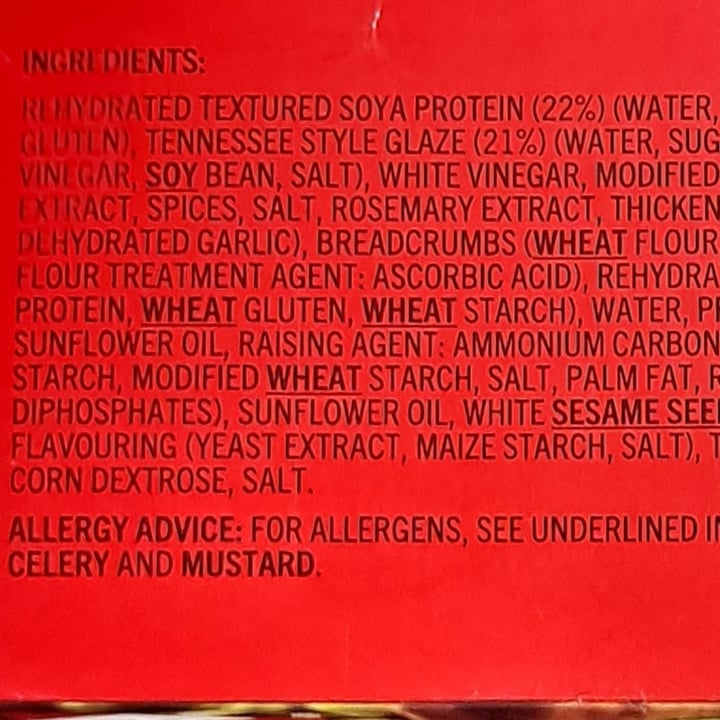 INGREDIENTS:
REHYDRATED TEXTURED SOYA PROTEIN (22%) (WATER,
GLUTEN), TENNESSEE STYLE GLAZE (21%) (WATER, SUG
VINEGAR, SOY BEAN, SALT), WHITE VINEGAR, MODIFIED
EXTRACT, SPICES, SALT, ROSEMARY EXTRACT, THICKEN
DEHYDRATED GARLIC), BREADCRUMBS (WHEAT FLOUR
FLOUR TREATMENT AGENT: ASCORBIC ACID), REHYDRA
PROTEIN, WHEAT GLUTEN, WHEAT STARCH), WATER, P
SUNFLOWER OIL, RAISING AGENT: AMMONIUM CARBON
STARCH, MODIFIED WHEAT STARCH, SALT, PALM FAT, R
DIPHOSPHATES), SUNFLOWER OIL, WHITE SESAME SEE
FLAVOURING (YEAST EXTRACT, MAIZE STARCH, SALT), T
CORN DEXTROSE, SALT.
ALLERGY ADVICE: FOR ALLERGENS, SEE UNDERLINED I
CELERY AND MUSTARD.